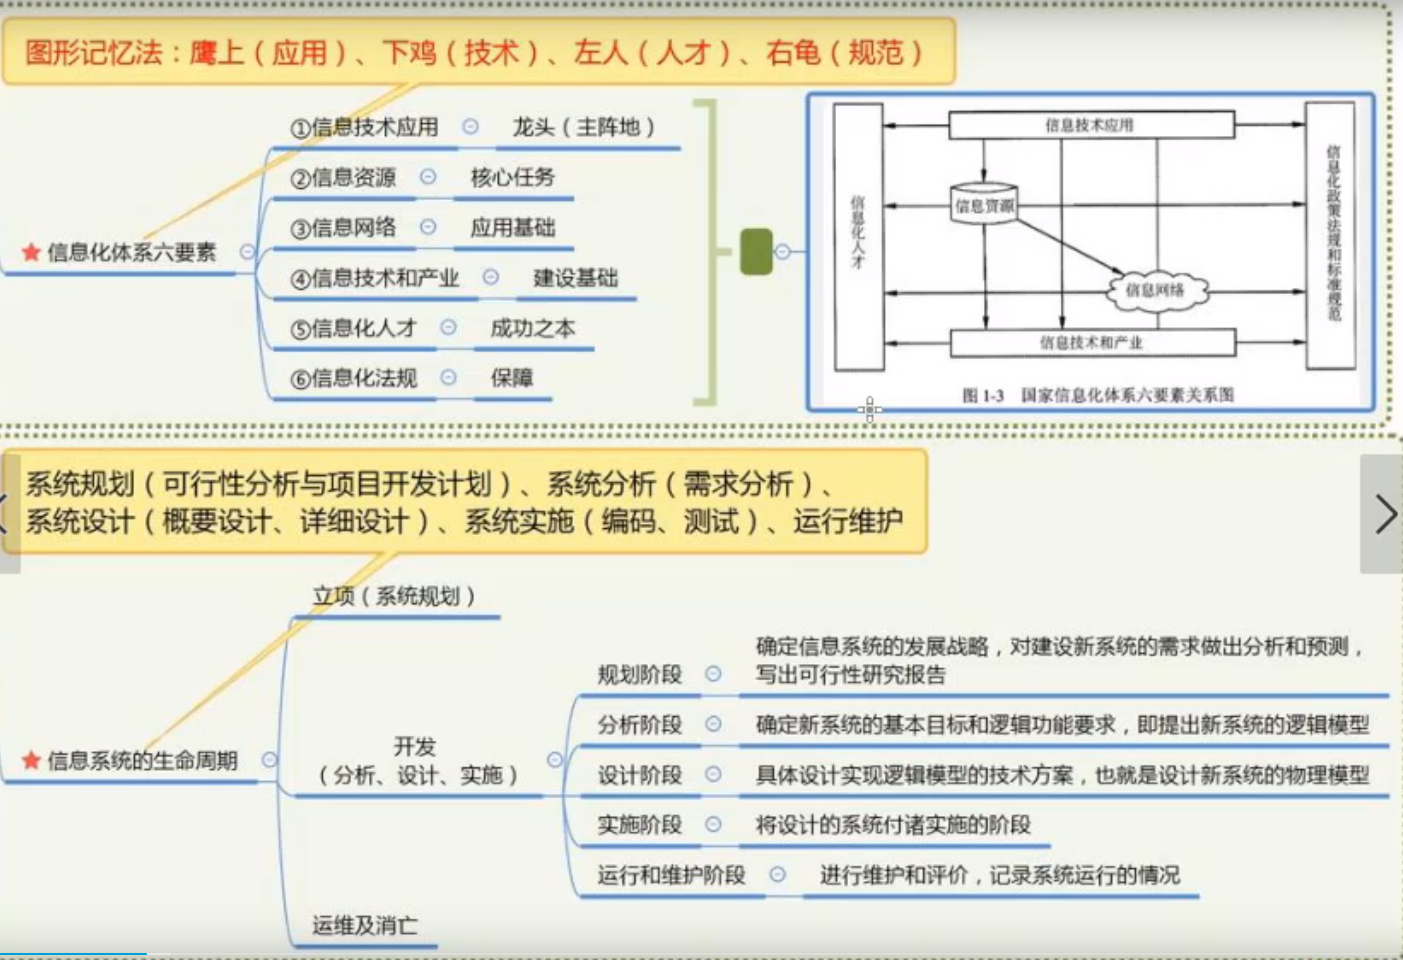 图形记忆法：鹰上（应用）、下鸡（技术）、左人（人才）、右龟（规范）
信息化体系六要素
①信息技术应用
龙头（主阵地）
②信息资源
核心任务
③信息网络
应用基础
④信息技术和产业
建设基础
⑤信息化人才
成功之本
⑥信息化法规
保障
信息化人才
信息技术应用
信息资源
信息网络
信息技术和产业
信息化政策法规和标准规范
图 1-3 国家信息化体系六要素关系图
系统规划（可行性分析与项目开发计划）、系统分析（需求分析）、
系统设计（概要设计、详细设计）、系统实施（编码、测试）、运行维护
信息系统的生命周期
立项（系统规划）
开发
（分析、设计、实施）
规划阶段
确定信息系统的发展战略，对建设新系统的需求做出分析和预测，
写出可行性研究报告
分析阶段
确定新系统的基本目标和逻辑功能要求，即提出新系统的逻辑模型
设计阶段
具体设计实现逻辑模型的技术方案，也就是设计新系统的物理模型
实施阶段
将设计的系统付诸实施的阶段
运行和维护阶段
进行维护和评价，记录系统运行的情况
运维及消亡